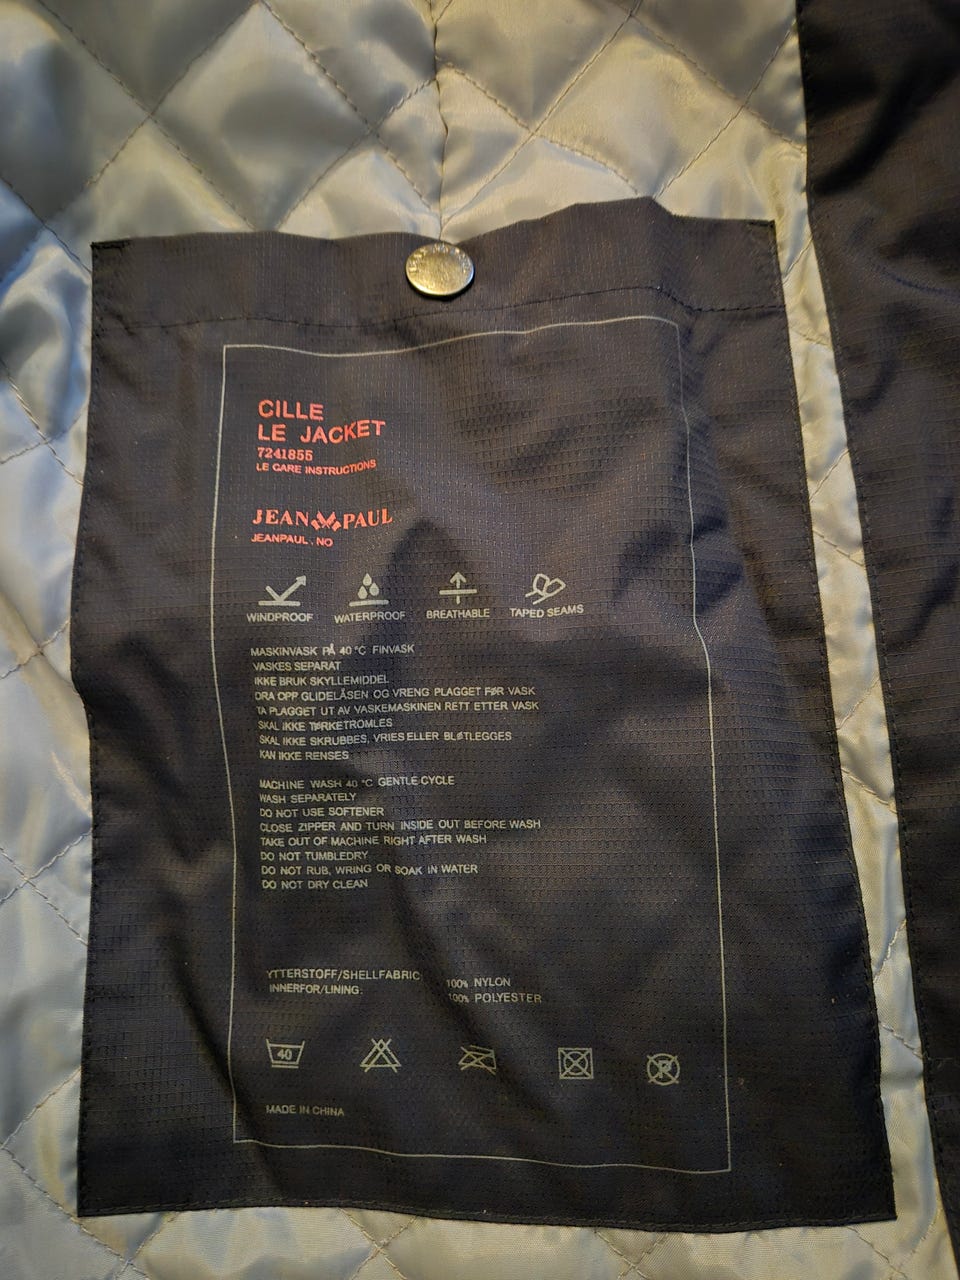 CILLE
LE JACKET
7241855
LE CARE INSTRUCTIONS
JEAN PAUL
JEANPAUL.NO
WINDPROOF WATERPROOF BREATHABLE TAPED SEAMS
MASKINVASK PÅ 40 °C FINVASK
VASKES SEPARAT
IKKE BRUK SKYLLEMIDDEL
DRA OPP GLIDELÅSEN OG VRENG PLAGGET FØR VASK
TA PLAGGET UT AV VASKEMASKINEN RETT ETTER VASK
SKAL IKKE TØRKETROMLES
SKAL IKKE SKRUBBES, VRIES ELLER BLØTLEGGES
KAN IKKE RENSES
MACHINE WASH 40 °C GENTLE CYCLE
WASH SEPARATELY
DO NOT USE SOFTENER
CLOSE ZIPPER AND TURN INSIDE OUT BEFORE WASH
TAKE OUT OF MACHINE RIGHT AFTER WASH
DO NOT TUMBLEDRY
DO NOT RUB, WRING OR SOAK IN WATER
DO NOT DRY CLEAN
YTTERSTOFF/SHELLFABRIC: 100% NYLON
INNERFOR/LINING: 100% POLYESTER
40 P
MADE IN CHINA